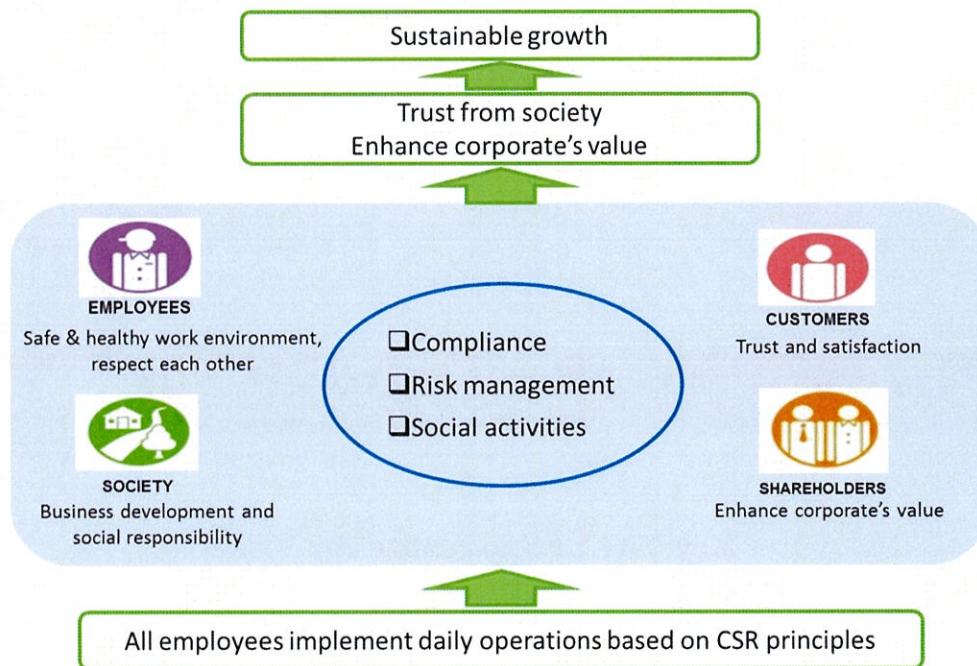 Sustainable growth
Trust from society
Enhance corporate's value
EMPLOYEES
Safe & healthy work environment,
respect each other
SOCIETY
Business development and
social responsibility
❑Compliance
❑Risk management
❑Social activities
CUSTOMERS
Trust and satisfaction
SHAREHOLDERS
Enhance corporate's value
All employees implement daily operations based on CSR principles